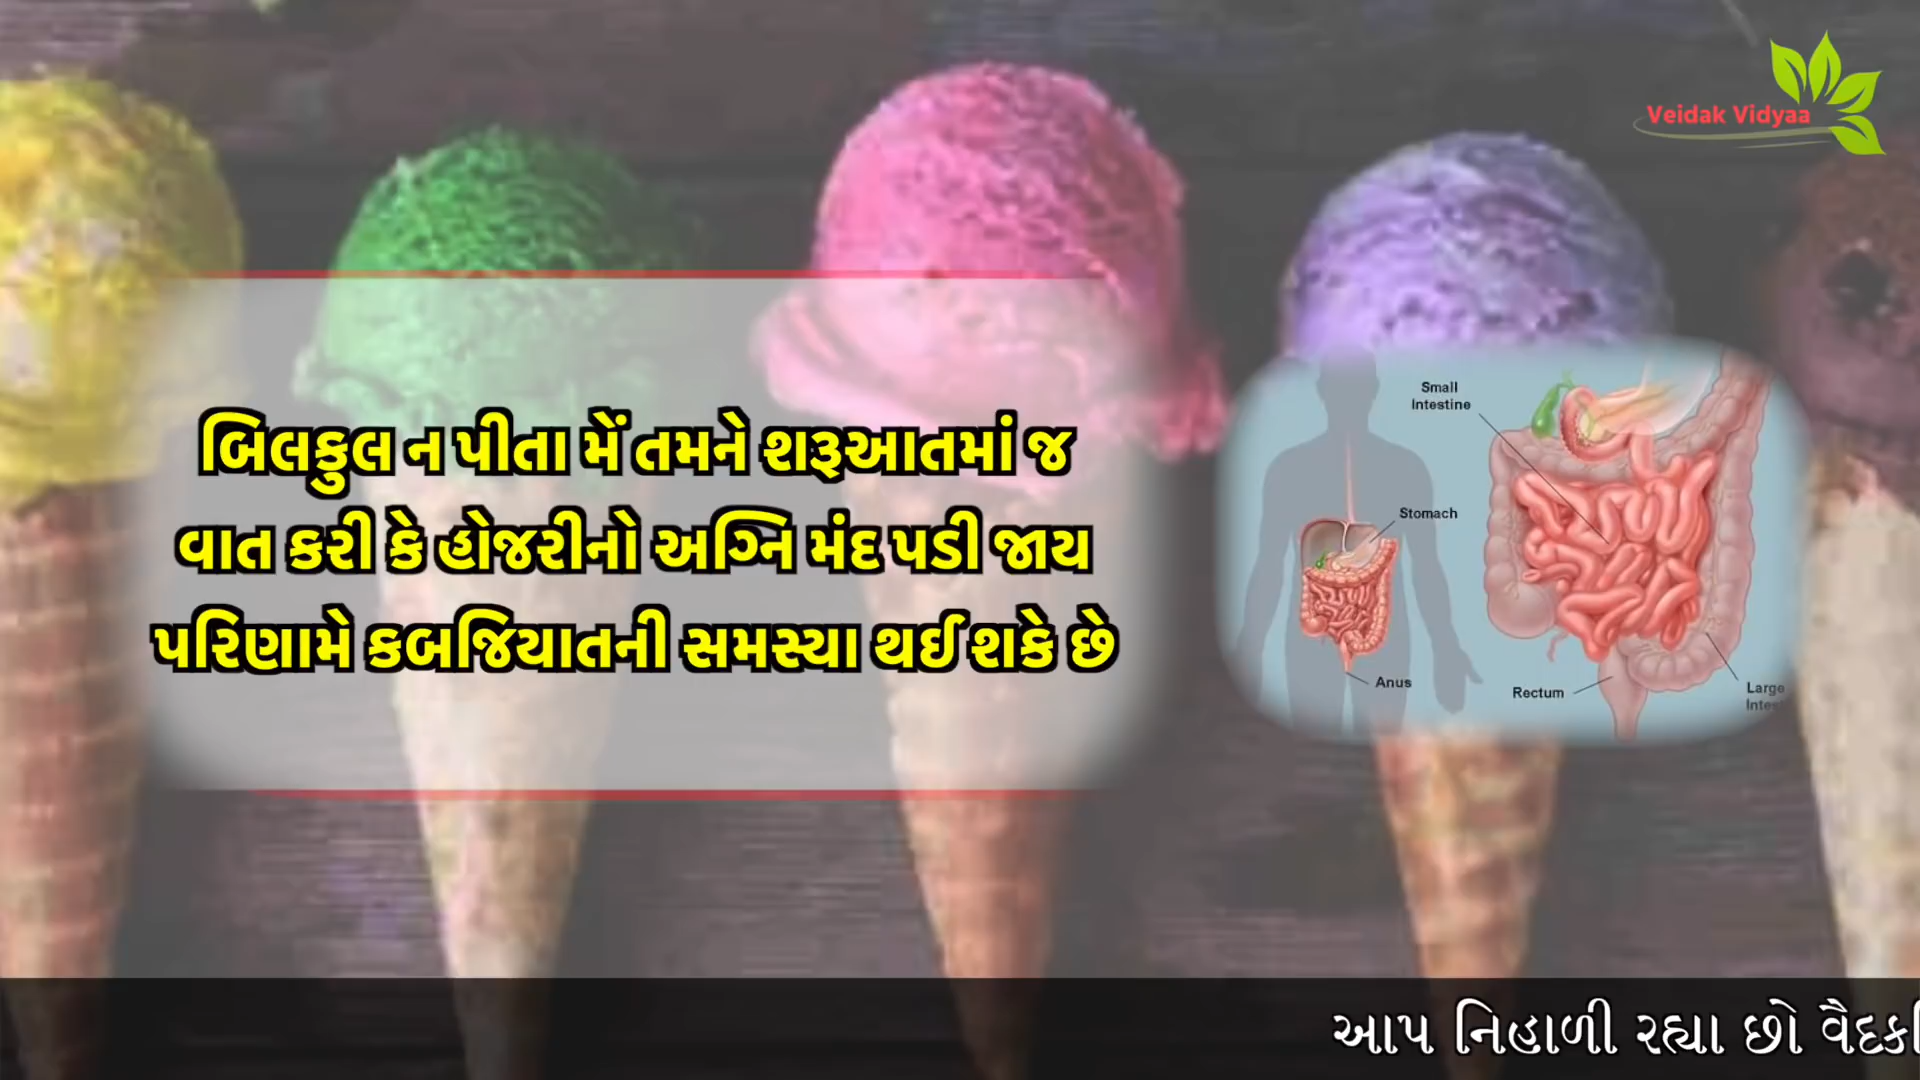 Veidak Vidyaa
બિલકુલ ન પીતા મેં તમને શરૂઆતમાં જ
વાત કરી કે હોજરીનો અગ્નિ મંદ પડી જાય
પરિણામે કબજિયાતની સમસ્યા થઈ શકે છે
Small
Intestine
Stomach
Anus
Rectum
Large
આપ નિહાળી રહ્યા છો